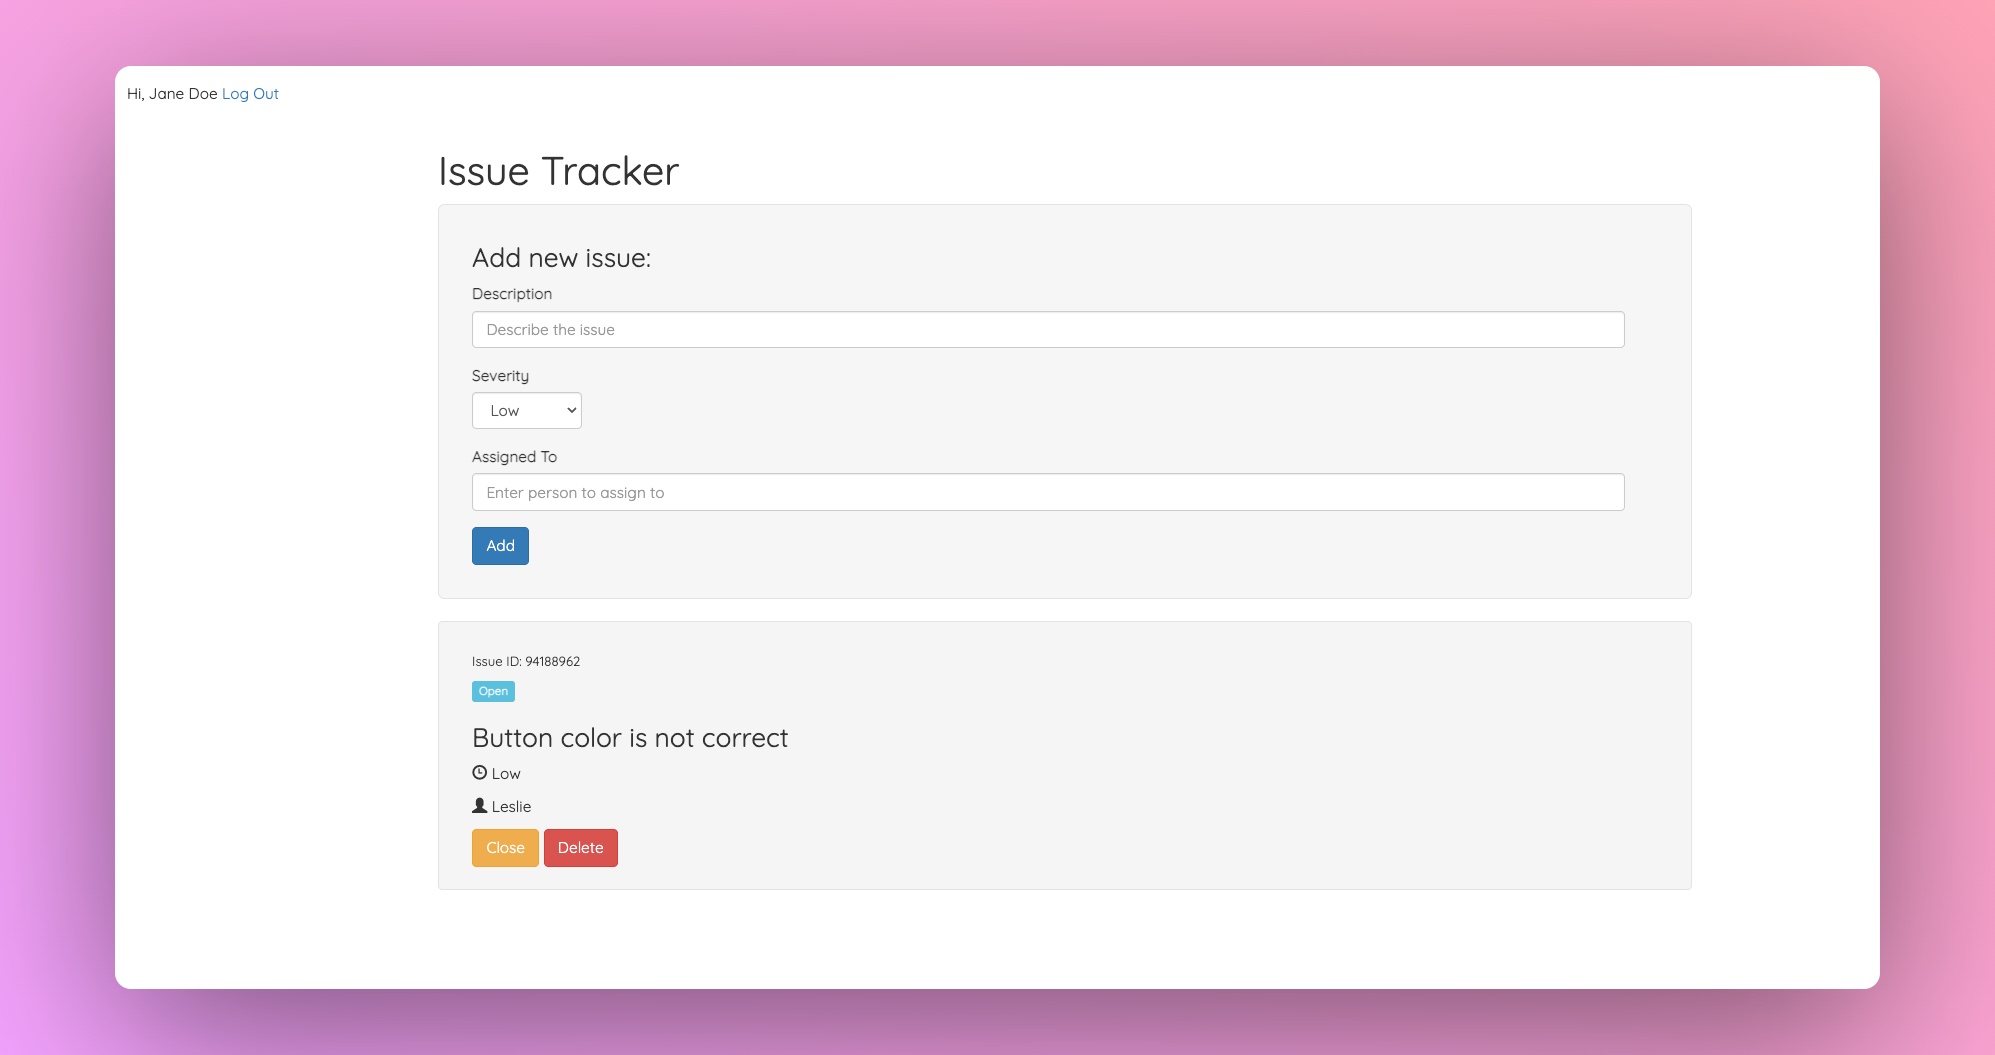 Hi, Jane Doe Log Out
Issue Tracker
Add new issue:
Description
Describe the issue
Severity
Low
Assigned To
Enter person to assign to
Add
Issue ID: 94188962
Open
Button color is not correct
Low
Leslie
Close Delete